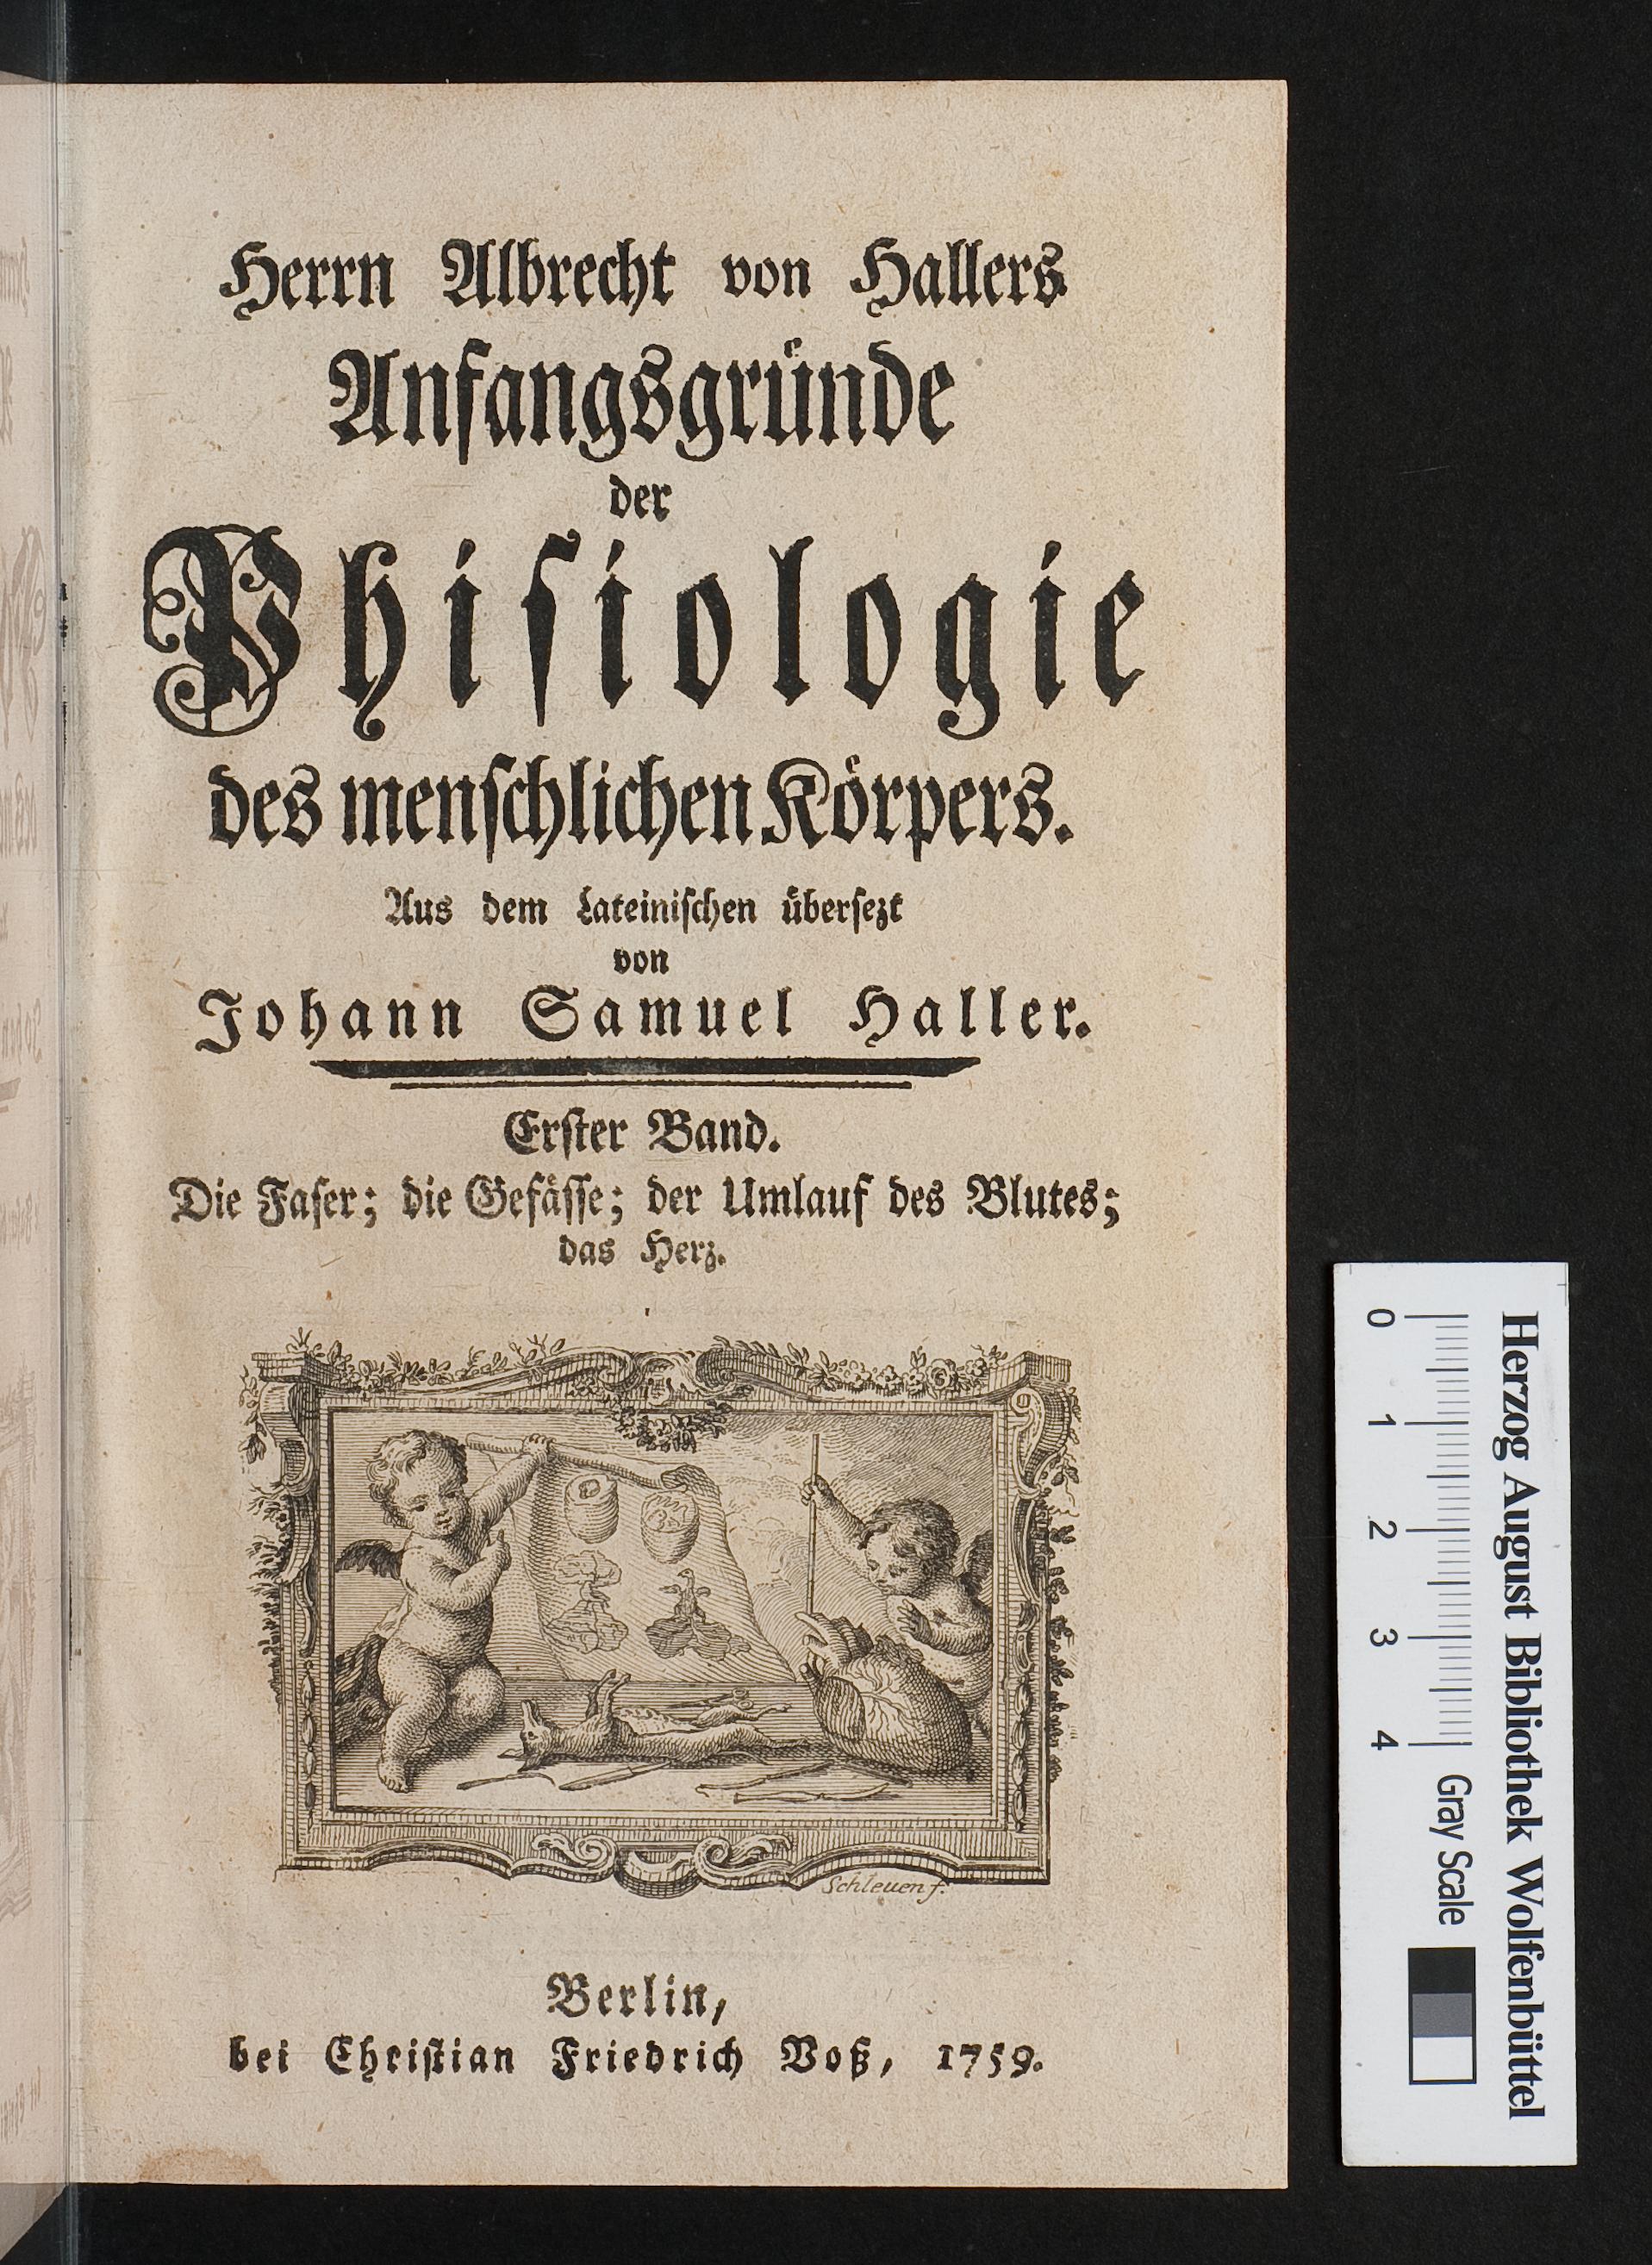 Herrn Albrecht von Hallers
Anfangsgründe
der
Phiſiologie
des menſchlichen Körpers.
Aus dem Lateiniſchen überſezt
von
Johann Samuel Haller.
Erſter Band.
Die Faſer; die Gefäſſe; der Umlauf des Blutes;
das Herz.
Schleuen f.
Berlin,
bei Chriſtian Friedrich Voß, 1759.
Herzog August Bibliothek Wolfenbüttel
0 1 2 3 4 Gray Scale